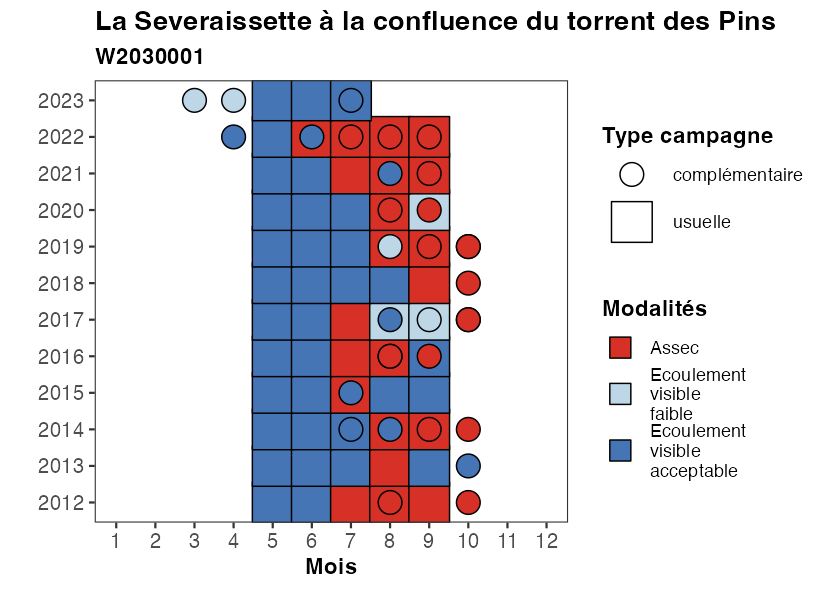 La Severaissette à la confluence du torrent des Pins
W2030001
2023
2022
2021
2020
2019
2018
2017
2016
2015
2014
2013
2012
1 2 3 4 5 6 7 8 9 10 11 12
Mois
Type campagne
complémentaire
usuelle
Modalités
Assec
Ecoulement
visible
faible
Ecoulement
visible
acceptable